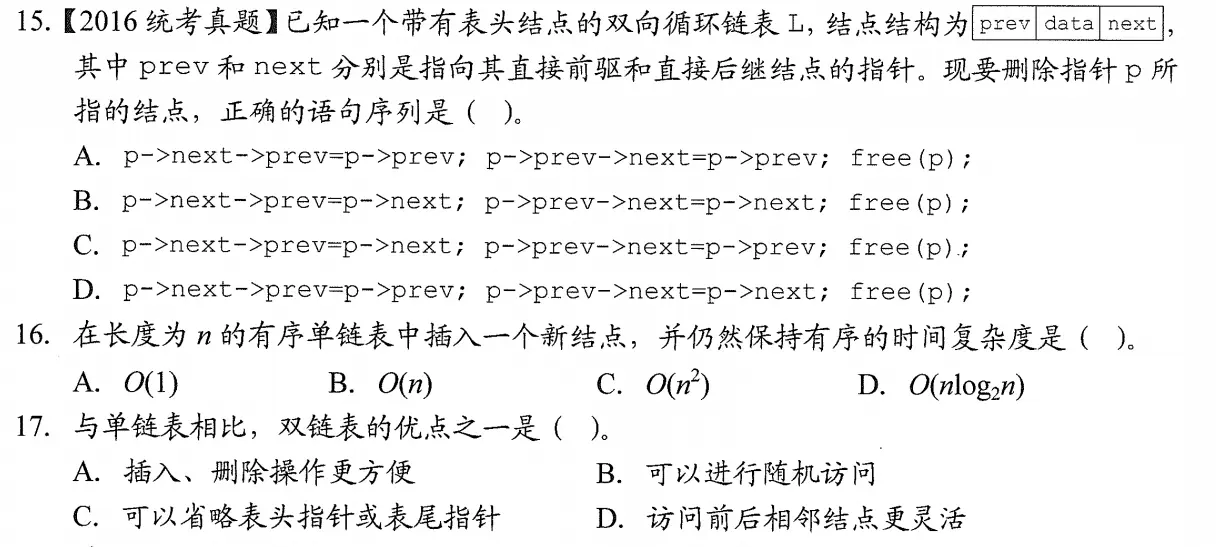 15.【2016统考真题】已知一个带有表头结点的双向循环链表 L，结点结构为 prev data next，
其中 prev 和 next 分别是指向其直接前驱和直接后继结点的指针。现要删除指针 p 所
指的结点，正确的语句序列是（ ）。
A. p->next->prev=p->prev; p->prev->next=p->prev; free(p);
B. p->next->prev=p->next; p->prev->next=p->next; free(p);
C. p->next->prev=p->next; p->prev->next=p->prev; free(p);
D. p->next->prev=p->prev; p->prev->next=p->next; free(p);
16. 在长度为 n 的有序单链表中插入一个新结点，并仍然保持有序的时间复杂度是（ ）。
A. O(1) B. O(n) C. O(n²) D. O(nlog₂n)
17. 与单链表相比，双链表的优点之一是（ ）。
A. 插入、删除操作更方便 B. 可以进行随机访问
C. 可以省略表头指针或表尾指针 D. 访问前后相邻结点更灵活